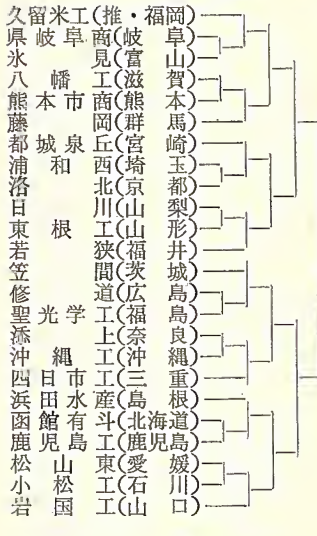 久留米工(推・福岡)
県岐阜商(岐阜)
氷見(富山)
八幡工(滋賀)
熊本市商(熊本)
藤岡(群馬)
都城泉丘(宮崎)
浦和西(埼玉)
洛北(京都)
日川(山梨)
東根工(山形)
若狭(福井)
笠間(茨城)
修道(広島)
聖光学工(福島)
添上(奈良)
沖縄工(沖縄)
四日市工(三重)
浜田水産(島根)
函館有斗(北海道)
鹿児島工(鹿児島)
松山東(愛媛)
小松工(石川)
岩国工(山口)